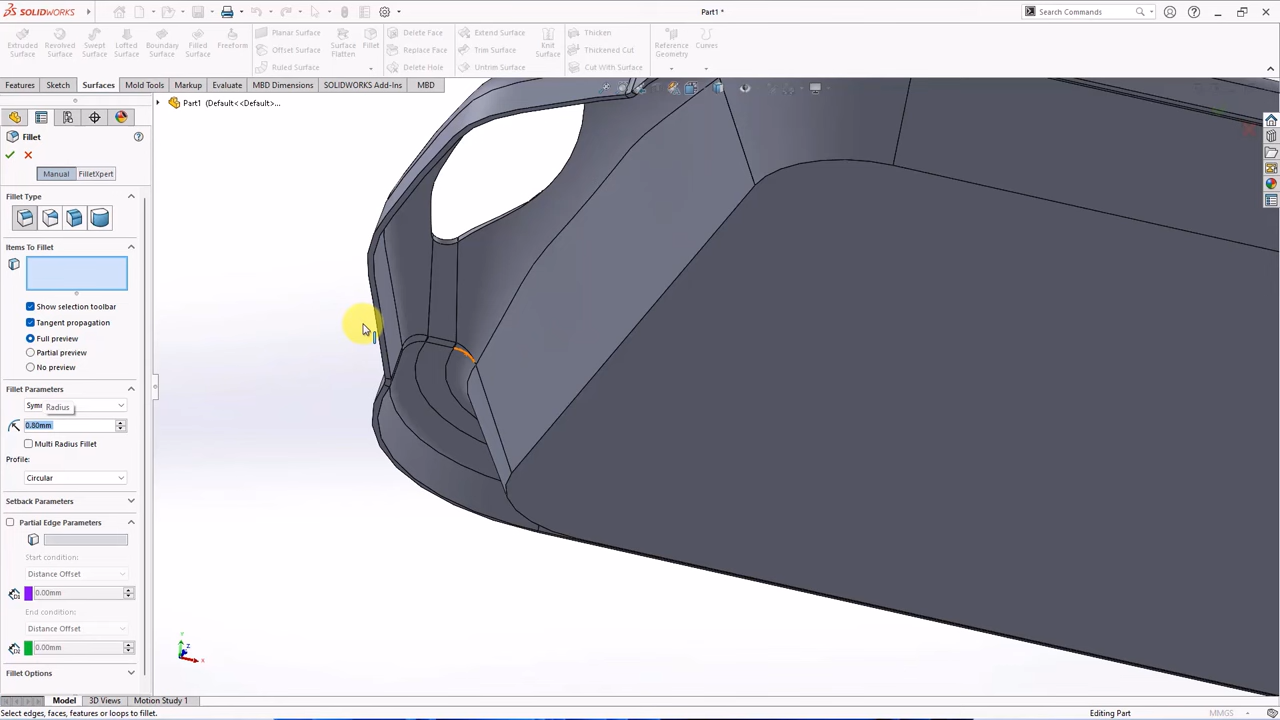 SOLIDWORKS
Part1 *
Search Commands
Extruded Surface
Revolved Surface
Swept Surface
Lofted Surface
Boundary Surface
Filled Surface
Freeform
Planar Surface
Offset Surface
Ruled Surface
Surface Flatten
Fillet
Delete Face
Replace Face
Delete Hole
Extend Surface
Trim Surface
Untrim Surface
Knit Surface
Thicken
Thickened Cut
Cut With Surface
Reference Geometry
Curves
Features
Sketch
Surfaces
Mold Tools
Markup
Evaluate
MBD Dimensions
SOLIDWORKS Add-Ins
MBD
Part1 (Default<<Default>...
Fillet
Manual
FilletXpert
Fillet Type
Items To Fillet
Show selection toolbar
Tangent propagation
Full preview
Partial preview
No preview
Fillet Parameters
Radius
0.80mm
Multi Radius Fillet
Profile:
Circular
Setback Parameters
Partial Edge Parameters
Start condition:
Distance Offset
0.00mm
End condition:
Distance Offset
0.00mm
Fillet Options
Model
3D Views
Motion Study 1
Select edges, faces, features or loops to fillet.
Editing Part
MMGS